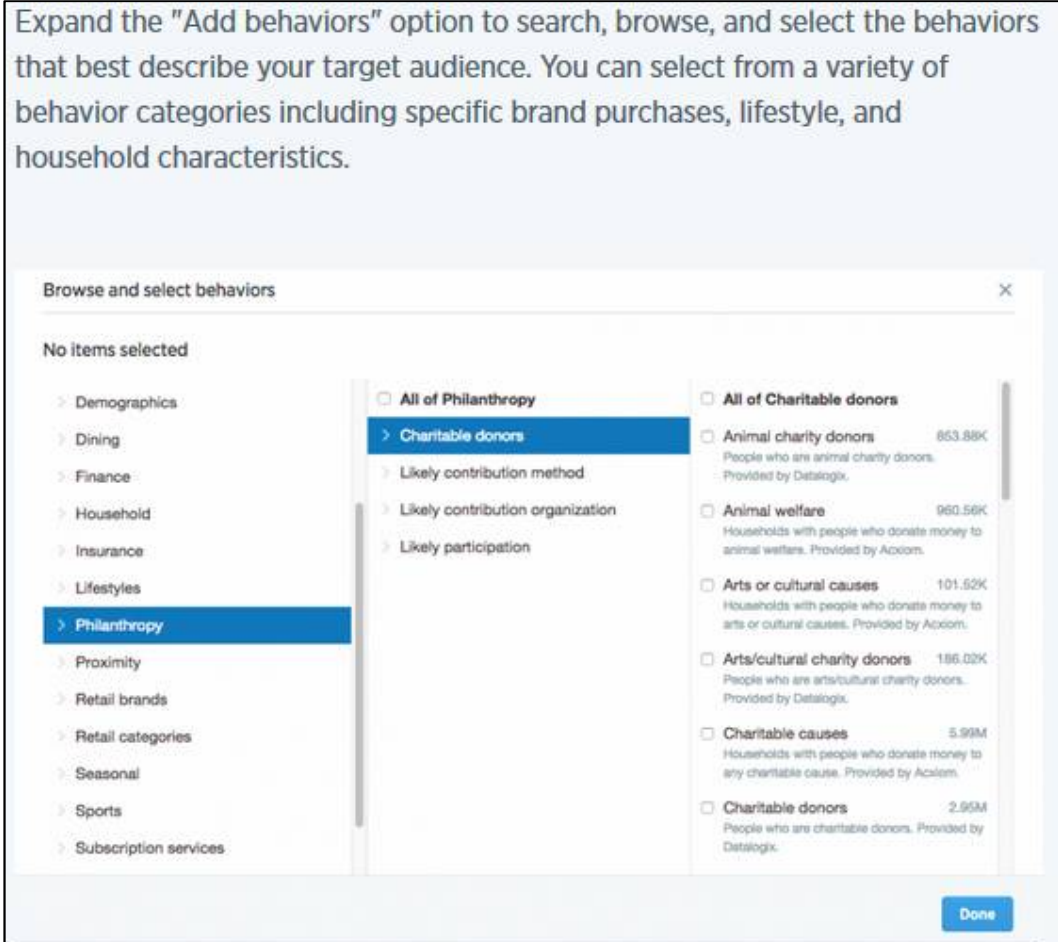 Expand the "Add behaviors" option to search, browse, and select the behaviors
that best describe your target audience. You can select from a variety of
behavior categories including specific brand purchases, lifestyle, and
household characteristics.
Browse and select behaviors
No items selected
Demographics
Dining
Finance
Household
Insurance
Lifestyles
Philanthropy
Proximity
Retail brands
Retail categories
Seasonal
Sports
Subscription services
All of Philanthropy
Charitable donors
Likely contribution method
Likely contribution organization
Likely participation
All of Charitable donors
Animal charity donors 853.88K
People who are animal charity donors.
Provided by Datalogix.
Animal welfare 960.56K
Households with people who donate money to
animal welfare. Provided by Acxiom.
Arts or cultural causes 101.52K
Households with people who donate money to
arts or cultural causes. Provided by Acxiom.
Arts/cultural charity donors 186.02K
People who are arts/cultural charity donors.
Provided by Datalogix.
Charitable causes 5.99M
Households with people who donate money to
any charitable cause. Provided by Acxiom.
Charitable donors 2.95M
People who are charitable donors. Provided by
Datalogix.
Done